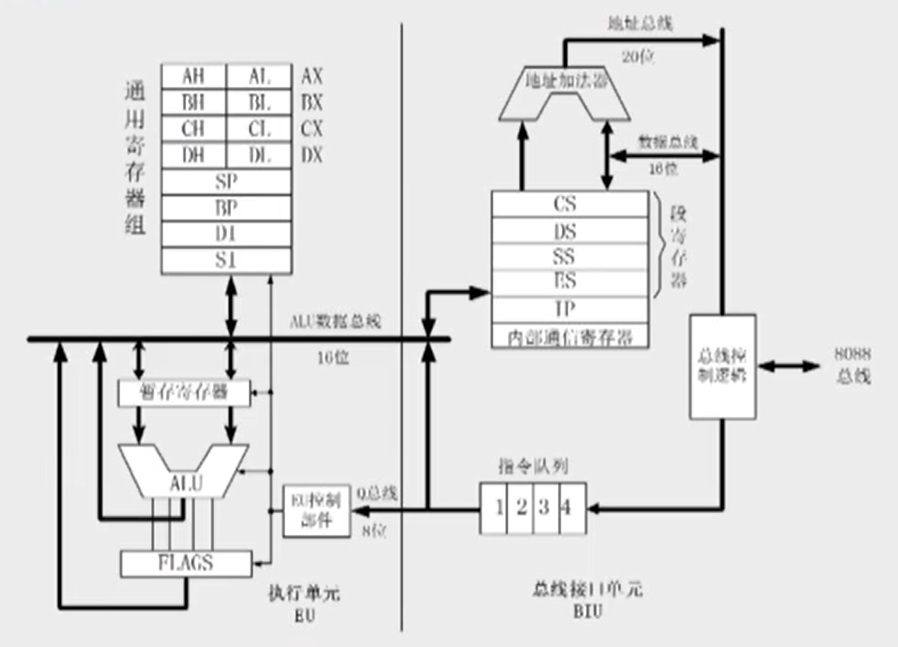 通用寄存器组
AH AL AX
BH BL BX
CH CL CX
DH DL DX
SP
BP
DI
SI
ALU数据总线
16位
暂存寄存器
ALU
FLAGS
EU控制部件
Q总线
8位
执行单元
EU
地址总线
20位
地址加法器
数据总线
16位
CS
DS
SS
ES
IP
内部通信寄存器
段寄存器
总线控制逻辑
8088
总线
指令队列
1 2 3 4
总线接口单元
BIU